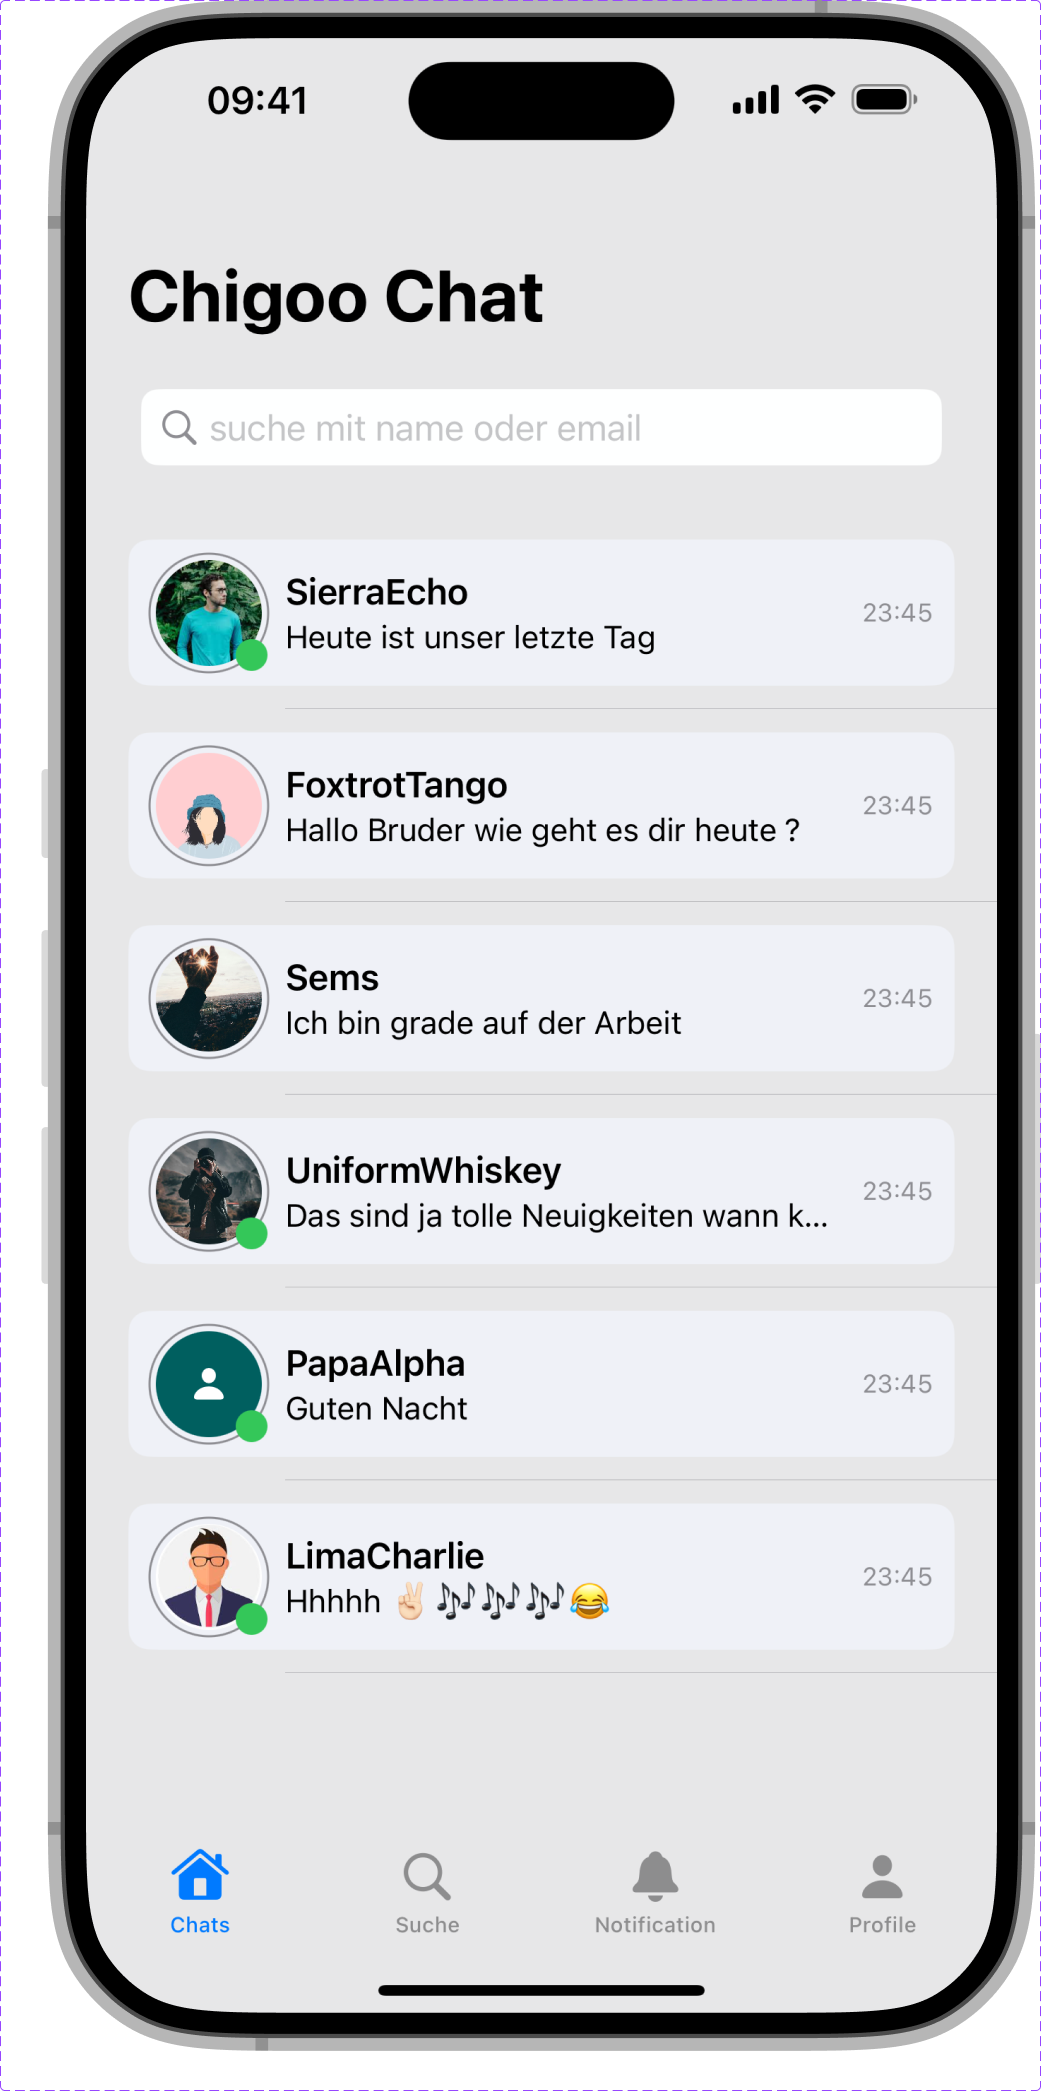 09:41
Chigoo Chat
suche mit name oder email
SierraEcho
Heute ist unser letzte Tag
23:45
FoxtrotTango
Hallo Bruder wie geht es dir heute ?
23:45
Sems
Ich bin grade auf der Arbeit
23:45
UniformWhiskey
Das sind ja tolle Neuigkeiten wann k...
23:45
PapaAlpha
Guten Nacht
23:45
LimaCharlie
Hhhhh ✌🏻🎶🎶🎶😂
23:45
Chats
Suche
Notification
Profile